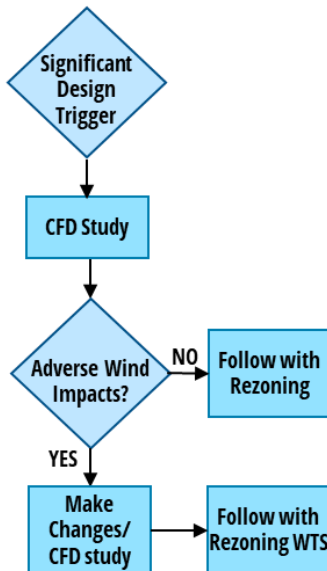 Significant
Design
Trigger
CFD Study
Adverse Wind
Impacts?
NO
Follow with
Rezoning
YES
Make
Changes/
CFD study
Follow with
Rezoning WTS